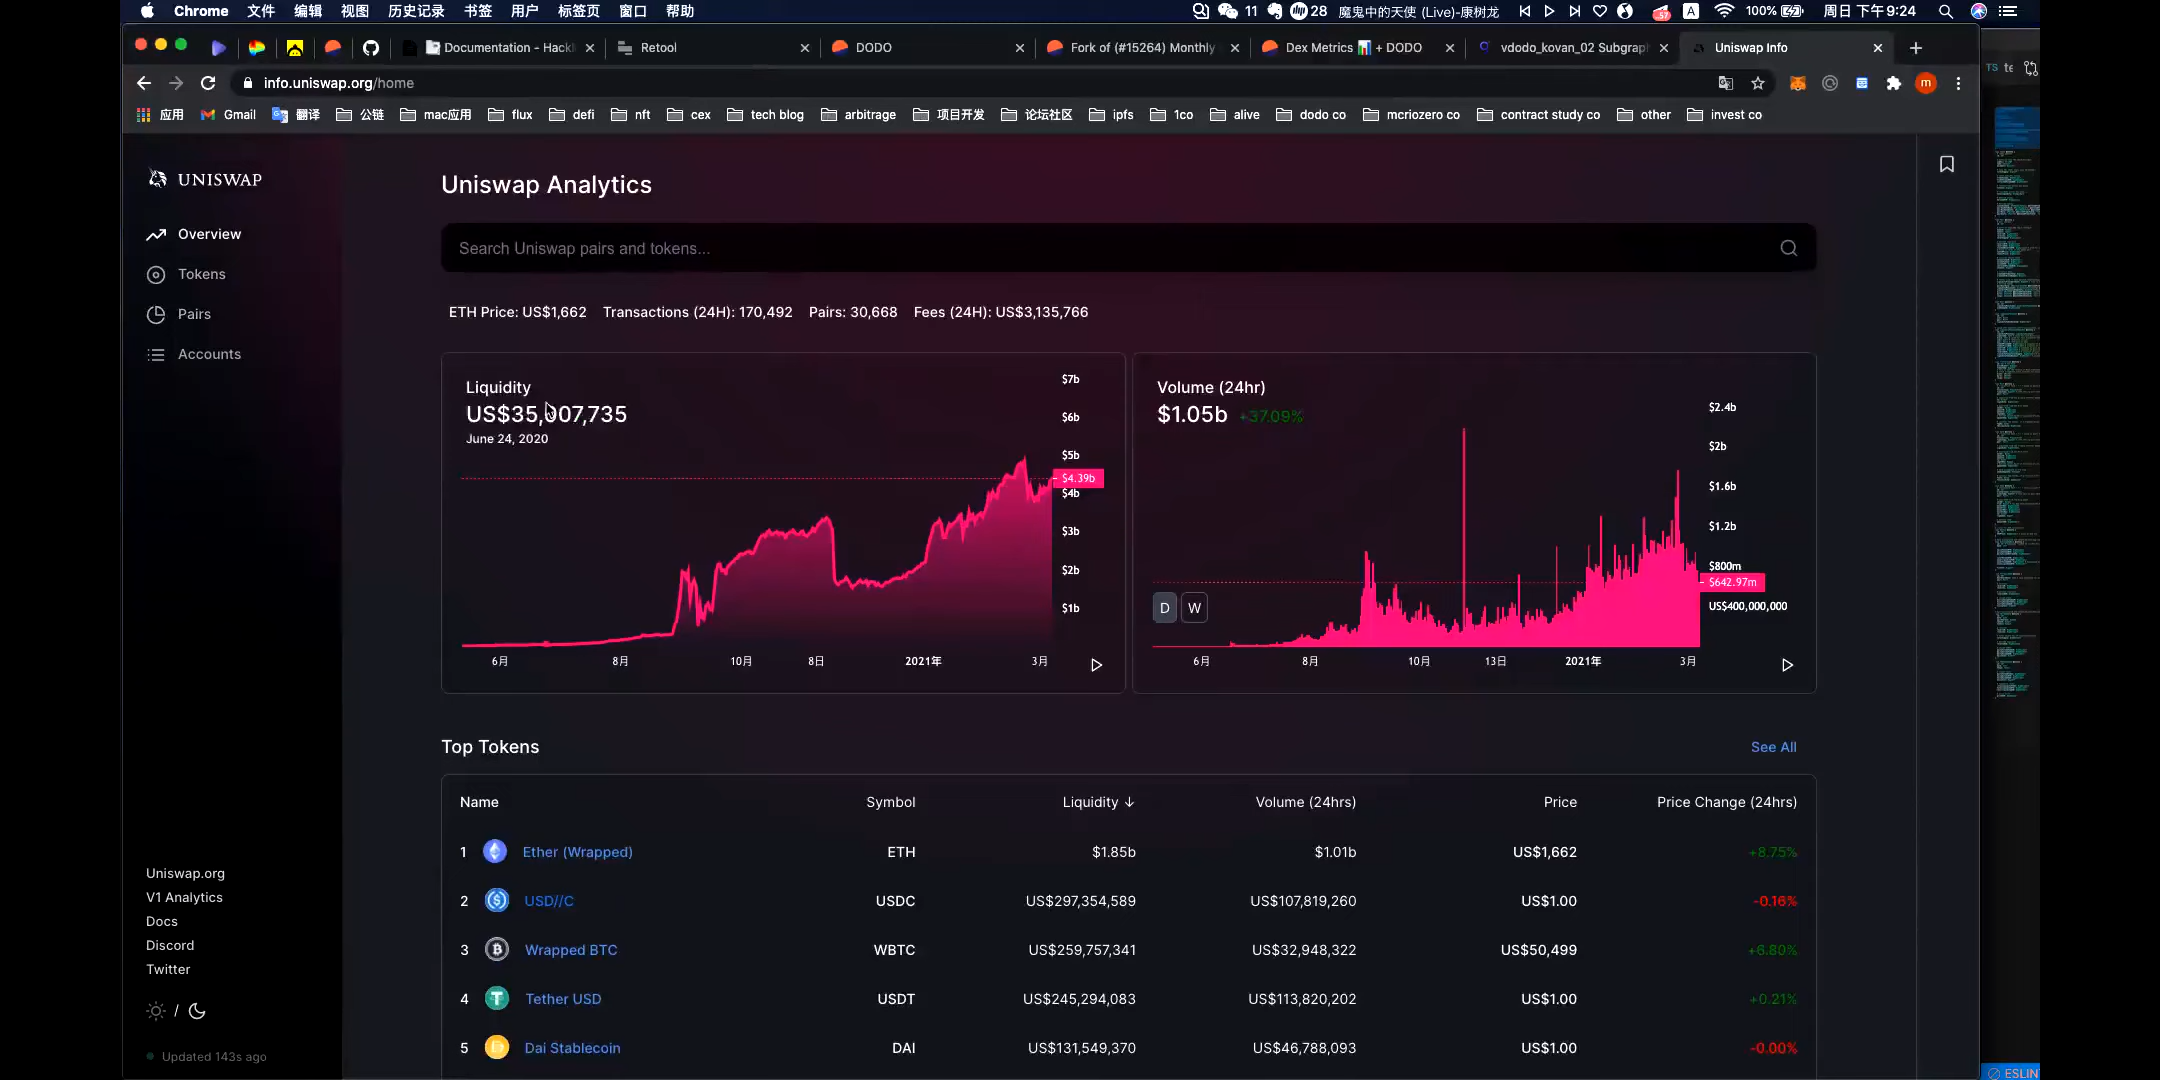 Chrome 文件 编辑 视图 历史记录 书签 用户 标签页 窗口 帮助 11 28 魔鬼中的天使 (Live)-康树龙 57 A 100% 周日 下午9:24
Documentation - Hackl Retool DODO Fork of (#15264) Monthly Dex Metrics 📊 + DODO vdodo_kovan_02 Subgraph Uniswap Info
TS te
info.uniswap.org/home m
应用 Gmail 翻译 公链 mac应用 flux defi nft cex tech blog arbitrage 项目开发 论坛社区 ipfs 1co alive dodo co mcriozero co contract study co other invest co
UNISWAP
Overview
Tokens
Pairs
Accounts
Uniswap Analytics
Search Uniswap pairs and tokens...
ETH Price: US$1,662 Transactions (24H): 170,492 Pairs: 30,668 Fees (24H): US$3,135,766
Liquidity
US$35,007,735
June 24, 2020
$7b
$6b
$5b
$4.39b
$4b
$3b
$2b
$1b
6月 8月 10月 8日 2021年 3月
Volume (24hr)
$1.05b +37.09%
$2.4b
$2b
$1.6b
$1.2b
$800m
$642.97m
US$400,000,000
D W
6月 8月 10月 13日 2021年 3月
Top Tokens See All
Name Symbol Liquidity ↓ Volume (24hrs) Price Price Change (24hrs)
1 Ether (Wrapped) ETH $1.85b $1.01b US$1,662 +8.75%
2 USD//C USDC US$297,354,589 US$107,819,260 US$1.00 -0.16%
3 Wrapped BTC WBTC US$259,757,341 US$32,948,322 US$50,499 +6.80%
4 Tether USD USDT US$245,294,083 US$113,820,202 US$1.00 +0.21%
5 Dai Stablecoin DAI US$131,549,370 US$46,788,093 US$1.00 -0.00%
Uniswap.org
V1 Analytics
Docs
Discord
Twitter
/
Updated 143s ago
ESLIN